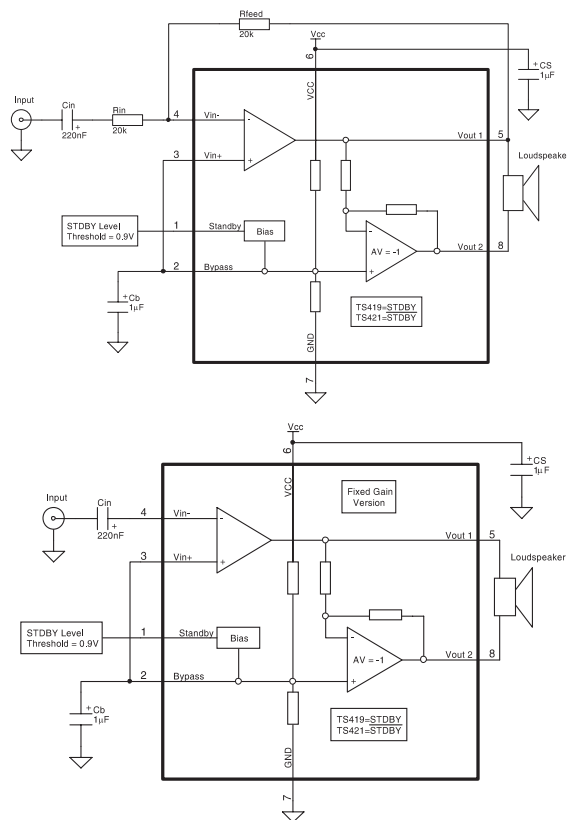 Rfeed
20k
Vcc
6
+CS
1µF
Input
Cin
+
220nF
Rin
20k
4
Vin-
-
VCC
Vout 1
5
3
Vin+
+
Loudspeake
STDBY Level
Threshold = 0.9V
1
Standby
Bias
-
AV = -1
+
Vout 2
8
2
Bypass
+Cb
1µF
TS419=STDBY
TS421=STDBY
GND
7
Vcc
6
+CS
1µF
VCC
Fixed Gain
Version
Input
Cin
+
220nF
4
Vin-
-
Vout 1
5
3
Vin+
+
Loudspeaker
STDBY Level
Threshold = 0.9V
1
Standby
Bias
-
AV = -1
+
Vout 2
8
2
Bypass
+Cb
1µF
TS419=STDBY
TS421=STDBY
GND
7